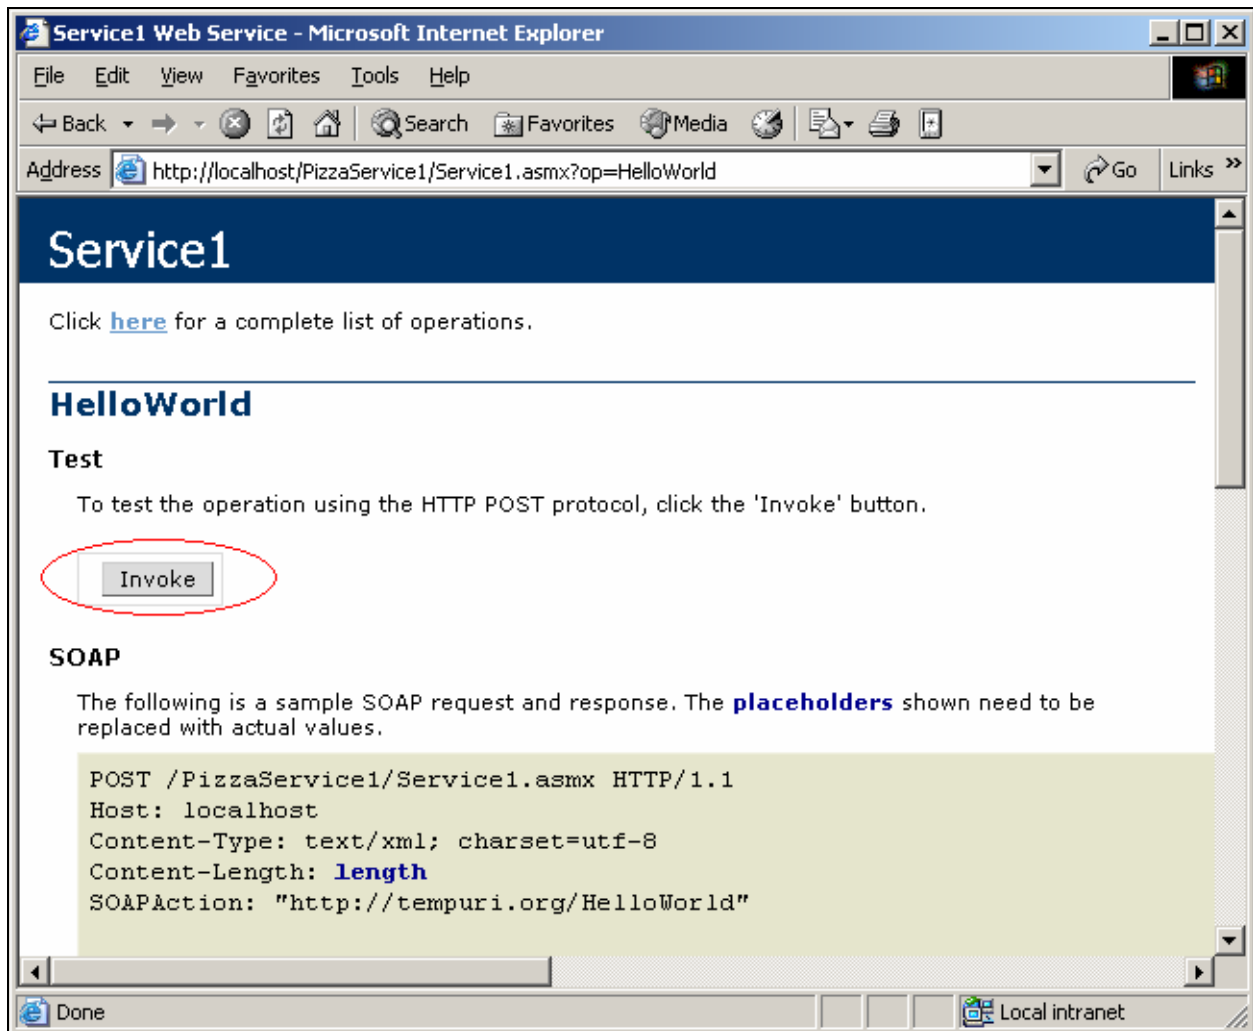 Service1 Web Service - Microsoft Internet Explorer
File Edit View Favorites Tools Help
Back Search Favorites Media
Address http://localhost/PizzaService1/Service1.asmx?op=HelloWorld Go Links »
Service1
Click here for a complete list of operations.
HelloWorld
Test
To test the operation using the HTTP POST protocol, click the 'Invoke' button.
Invoke
SOAP
The following is a sample SOAP request and response. The placeholders shown need to be
replaced with actual values.
POST /PizzaService1/Service1.asmx HTTP/1.1
Host: localhost
Content-Type: text/xml; charset=utf-8
Content-Length: length
SOAPAction: "http://tempuri.org/HelloWorld"
Done Local intranet